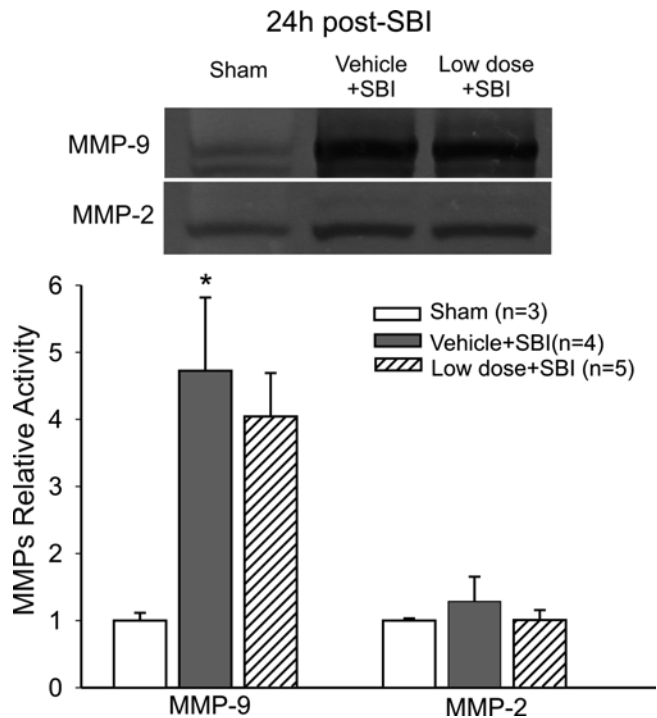 24h post-SBI
Sham
Vehicle
+SBI
Low dose
+SBI
MMP-9
MMP-2
MMPs Relative Activity
6
5
4
3
2
1
0
*
Sham (n=3)
Vehicle+SBI(n=4)
Low dose+SBI (n=5)
MMP-9
MMP-2